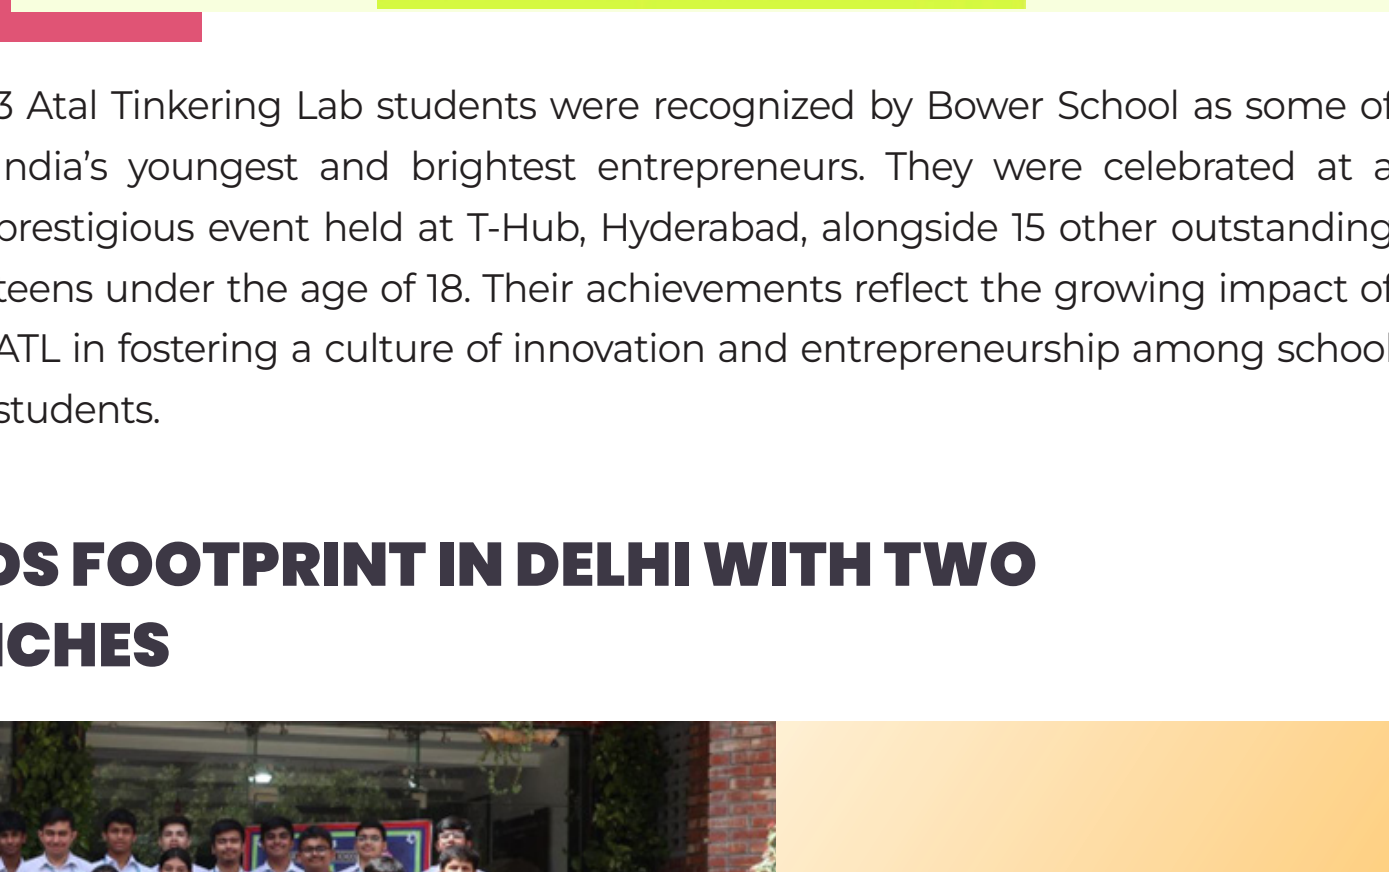 3 Atal Tinkering Lab students were recognized by Bower School as some of
India’s youngest and brightest entrepreneurs. They were celebrated at a
prestigious event held at T-Hub, Hyderabad, alongside 15 other outstanding
teens under the age of 18. Their achievements reflect the growing impact of
ATL in fostering a culture of innovation and entrepreneurship among school
students.
DS FOOTPRINT IN DELHI WITH TWO
NCHES